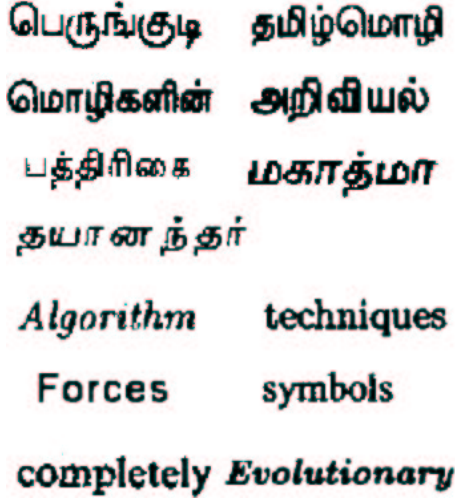 பெருங்குடி தமிழ்மொழி
மொழிகளின் அறிவியல்
பத்திரிகை மகாத்மா
தயானந்தர்
Algorithm techniques
Forces symbols
completely Evolutionary